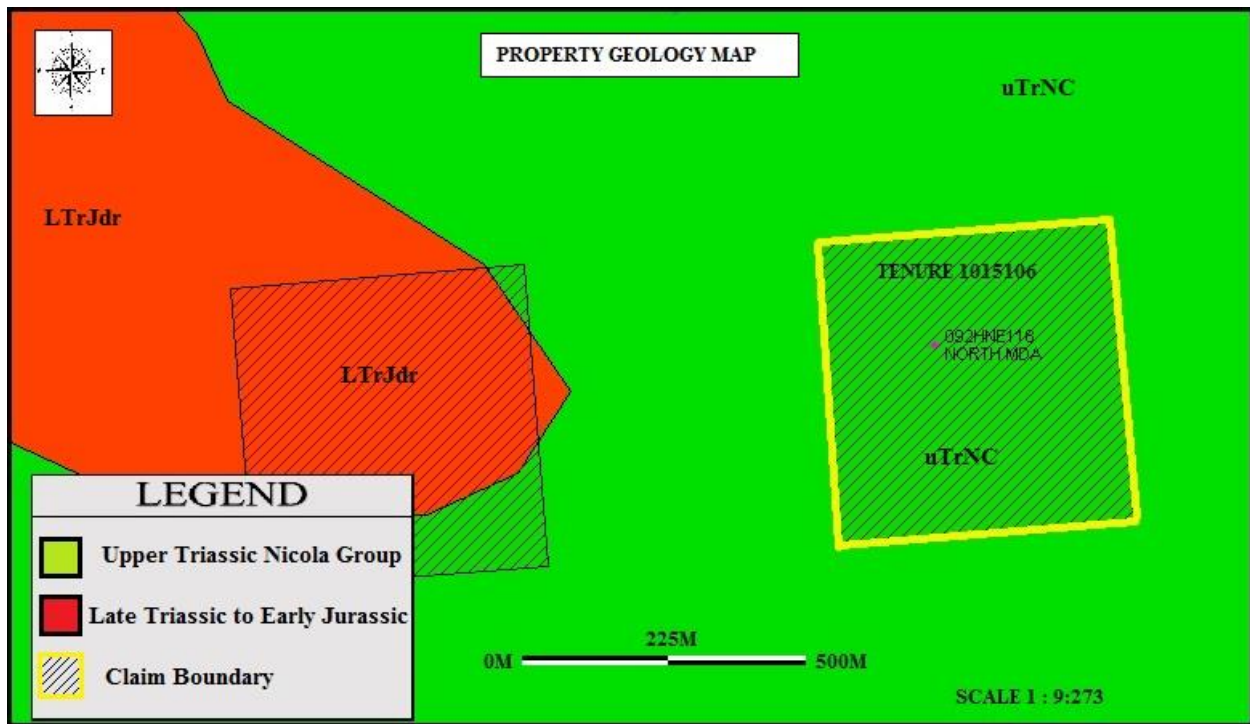 PROPERTY GEOLOGY MAP
uTrNC
LTrJdr
TENURE 1015106
092HNE116
NORTH MDA
LTrJdr
uTrNC
LEGEND
Upper Triassic Nicola Group
Late Triassic to Early Jurassic
Claim Boundary
225M
0M
500M
SCALE 1 : 9:273